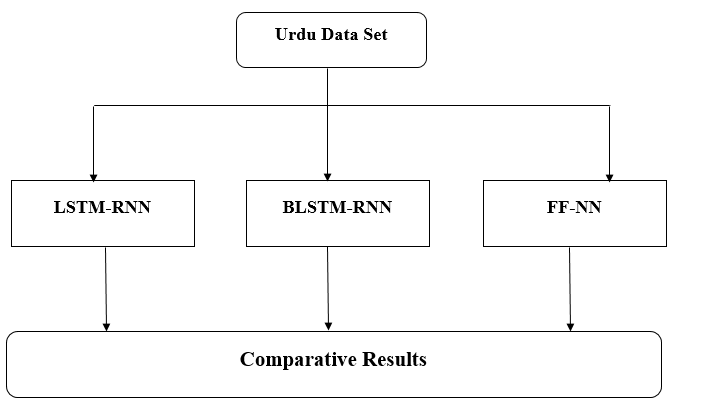 Urdu Data Set
LSTM-RNN
BLSTM-RNN
FF-NN
Comparative Results